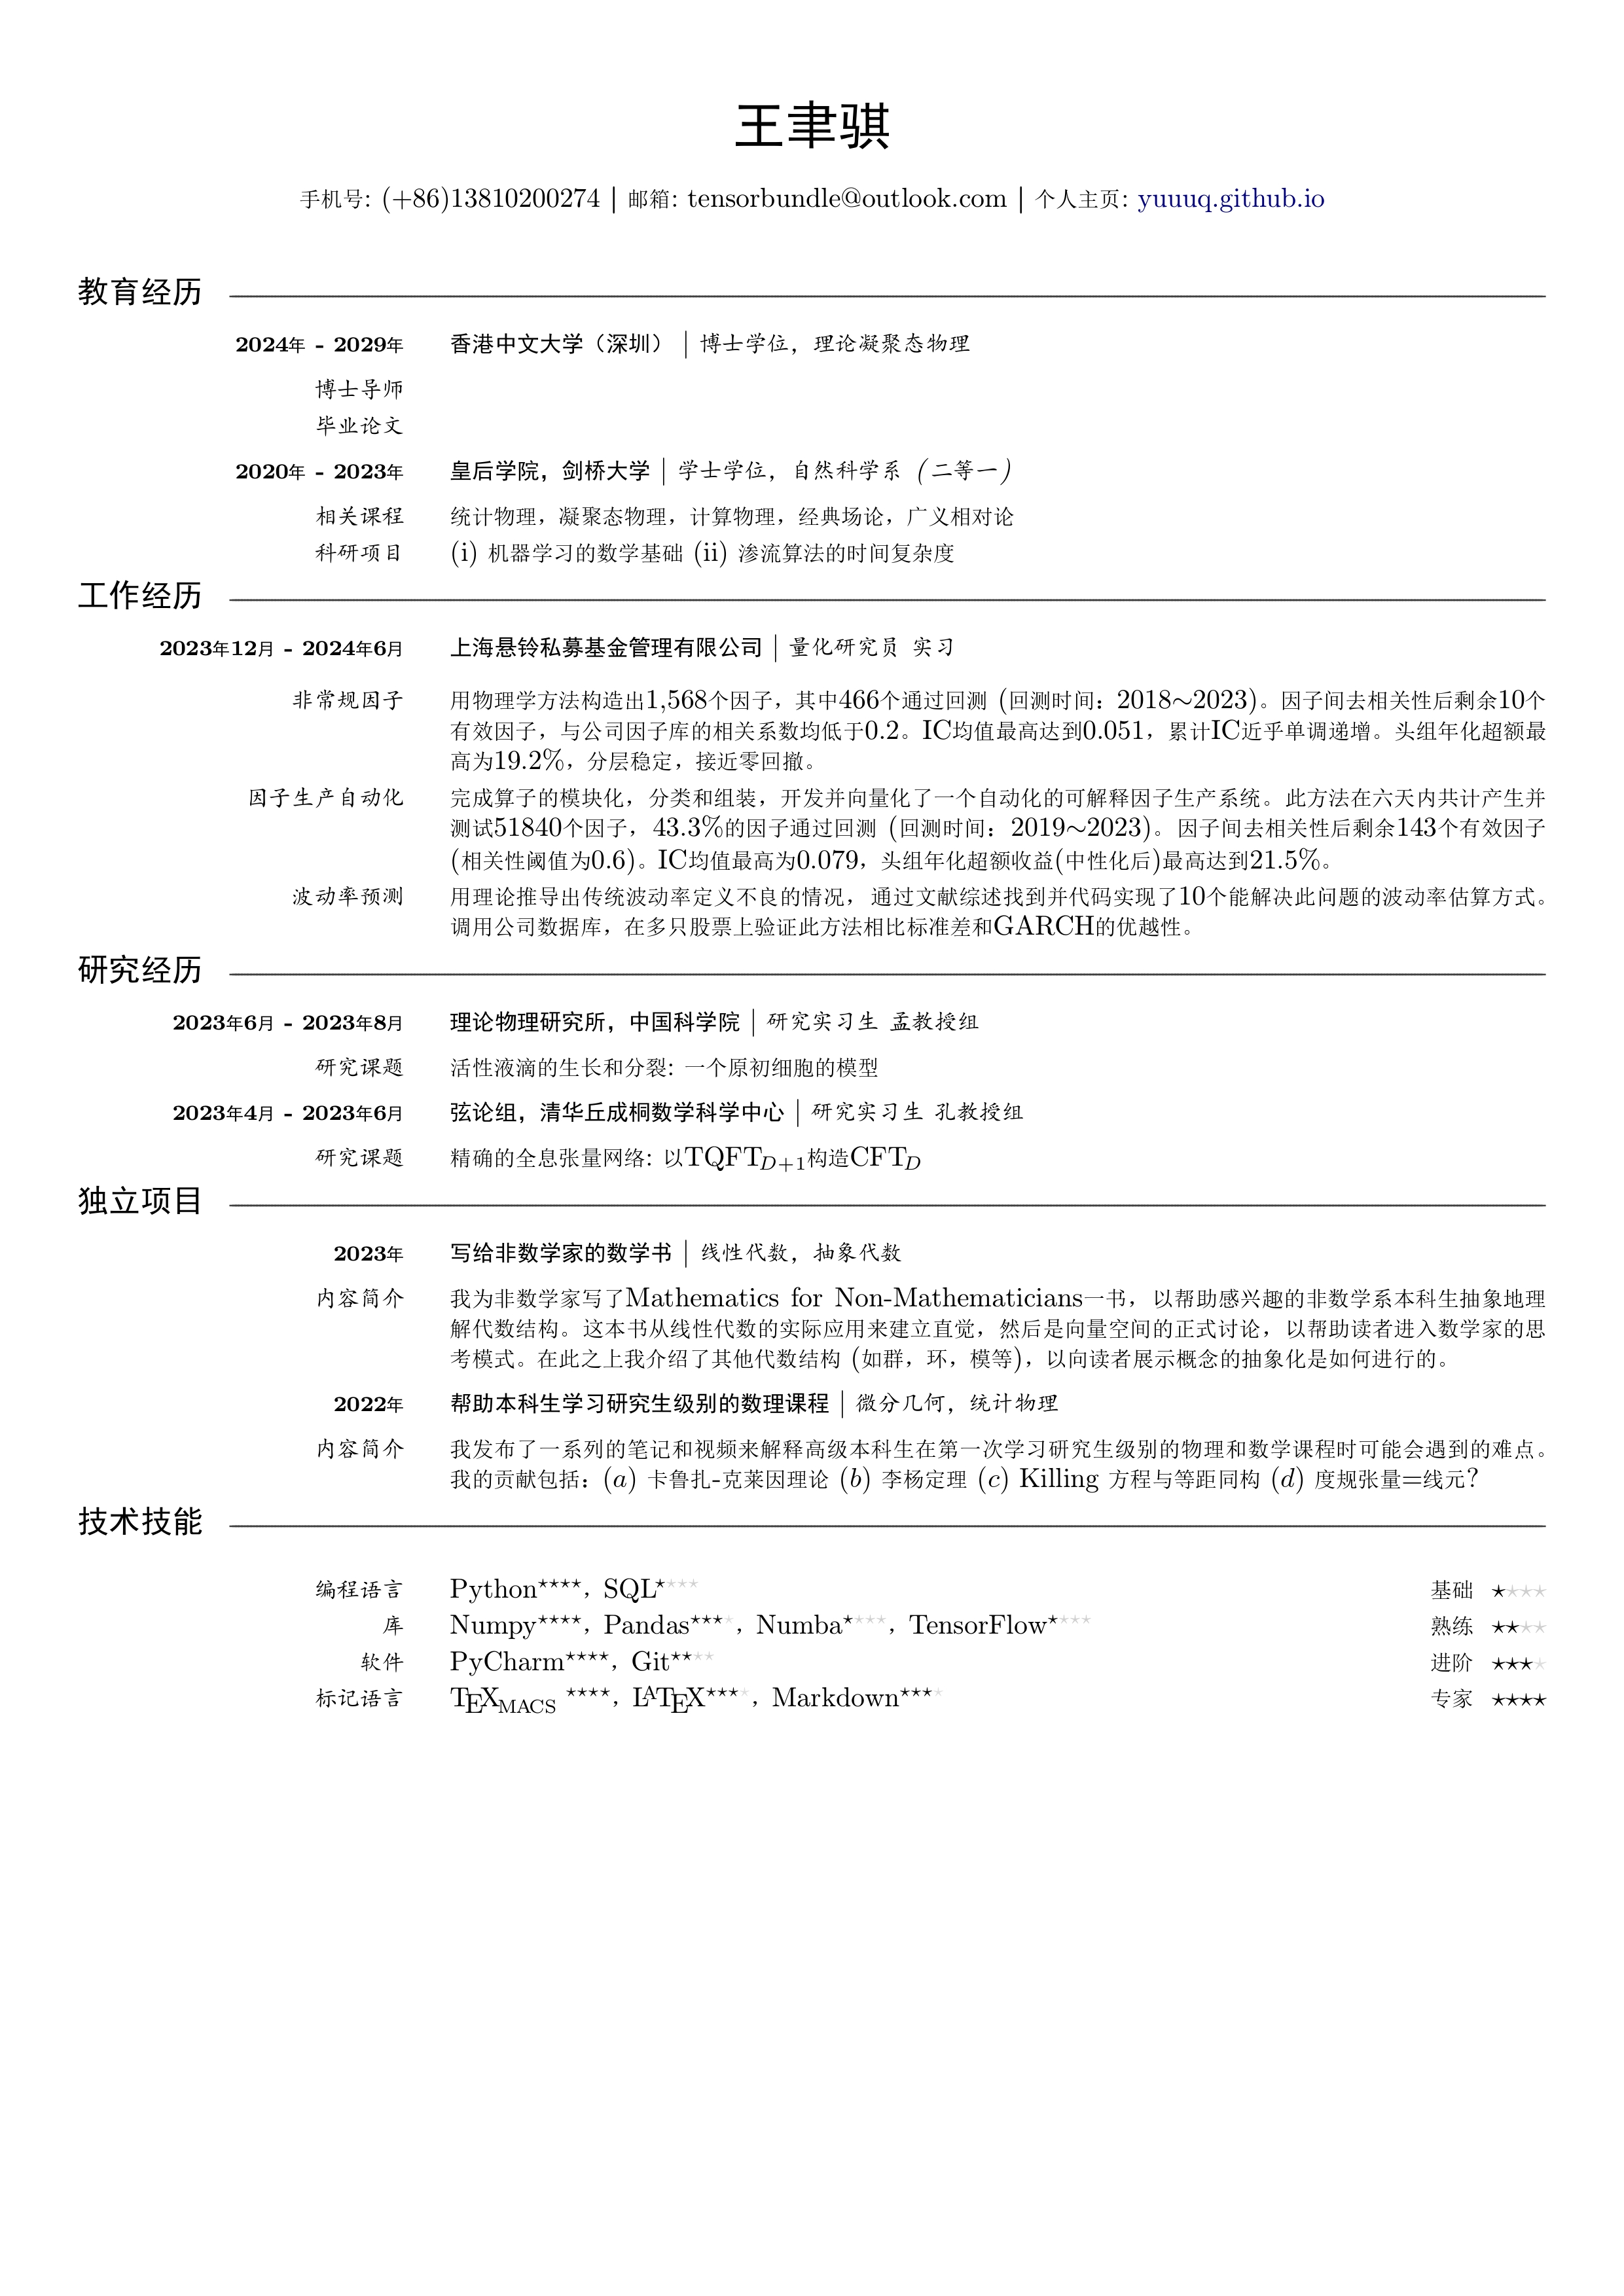 王聿骐
手机号: (+86)13810200274 | 邮箱: tensorbundle@outlook.com | 个人主页: yuuuq.github.io
教育经历
2024年 - 2029年 香港中文大学（深圳） | 博士学位，理论凝聚态物理
博士导师
毕业论文
2020年 - 2023年 皇后学院，剑桥大学 | 学士学位，自然科学系 (二等一)
相关课程 统计物理，凝聚态物理，计算物理，经典场论，广义相对论
科研项目 (i) 机器学习的数学基础 (ii) 渗流算法的时间复杂度
工作经历
2023年12月 - 2024年6月 上海悬铃私募基金管理有限公司 | 量化研究员 实习
非常规因子 用物理学方法构造出1,568个因子，其中466个通过回测 (回测时间：2018~2023)。因子间去相关性后剩余10个
有效因子，与公司因子库的相关系数均低于0.2。IC均值最高达到0.051，累计IC近乎单调递增。头组年化超额最
高为19.2%，分层稳定，接近零回撤。
因子生产自动化 完成算子的模块化，分类和组装，开发并向量化了一个自动化的可解释因子生产系统。此方法在六天内共计产生并
测试51840个因子，43.3%的因子通过回测 (回测时间：2019~2023)。因子间去相关性后剩余143个有效因子
(相关性阈值为0.6)。IC均值最高为0.079，头组年化超额收益(中性化后)最高达到21.5%。
波动率预测 用理论推导出传统波动率定义不良的情况，通过文献综述找到并代码实现了10个能解决此问题的波动率估算方式。
调用公司数据库，在多只股票上验证此方法相比标准差和GARCH的优越性。
研究经历
2023年6月 - 2023年8月 理论物理研究所，中国科学院 | 研究实习生 孟教授组
研究课题 活性液滴的生长和分裂: 一个原初细胞的模型
2023年4月 - 2023年6月 弦论组，清华丘成桐数学科学中心 | 研究实习生 孔教授组
研究课题 精确的全息张量网络: 以TQFT_{D+1}构造CFT_D
独立项目
2023年 写给非数学家的数学书 | 线性代数，抽象代数
内容简介 我为非数学家写了Mathematics for Non-Mathematicians一书，以帮助感兴趣的非数学系本科生抽象地理
解代数结构。这本书从线性代数的实际应用来建立直觉，然后是向量空间的正式讨论，以帮助读者进入数学家的思
考模式。在此之上我介绍了其他代数结构 (如群，环，模等)，以向读者展示概念的抽象化是如何进行的。
2022年 帮助本科生学习研究生级别的数理课程 | 微分几何，统计物理
内容简介 我发布了一系列的笔记和视频来解释高级本科生在第一次学习研究生级别的物理和数学课程时可能会遇到的难点。
我的贡献包括：(a) 卡鲁扎-克莱因理论 (b) 李杨定理 (c) Killing 方程与等距同构 (d) 度规张量=线元?
技术技能
编程语言 Python★★★★，SQL★☆☆☆ 基础 ★☆☆☆
库 Numpy★★★★，Pandas★★★☆，Numba★☆☆☆，TensorFlow★☆☆☆ 熟练 ★★☆☆
软件 PyCharm★★★★，Git★★☆☆ 进阶 ★★★☆
标记语言 TEXMACS ★★★★，LATEX★★★☆，Markdown★★★☆ 专家 ★★★★